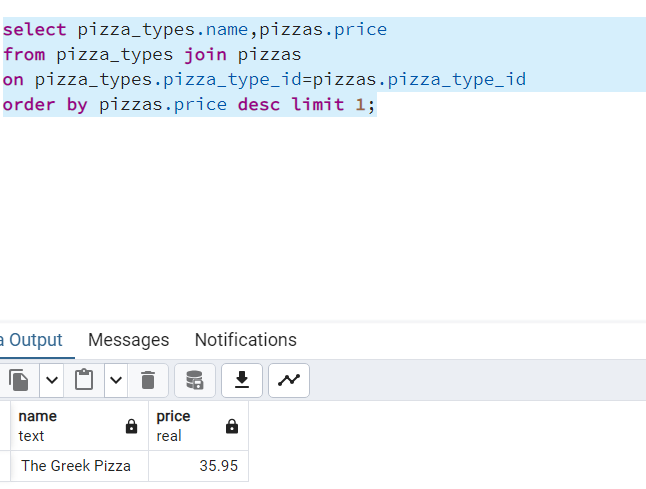 select pizza_types.name,pizzas.price
from pizza_types join pizzas
on pizza_types.pizza_type_id=pizzas.pizza_type_id
order by pizzas.price desc limit 1;
a Output Messages Notifications
name price
text real
The Greek Pizza 35.95